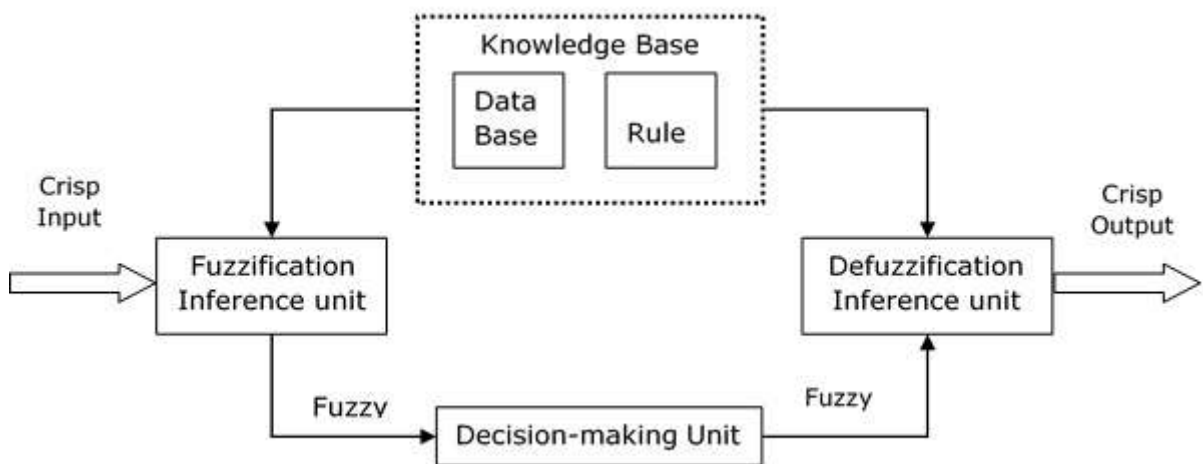 Knowledge Base
Data
Base
Rule
Crisp
Input
Crisp
Output
Fuzzification
Inference unit
Defuzzification
Inference unit
Fuzzy
Fuzzy
Decision-making Unit